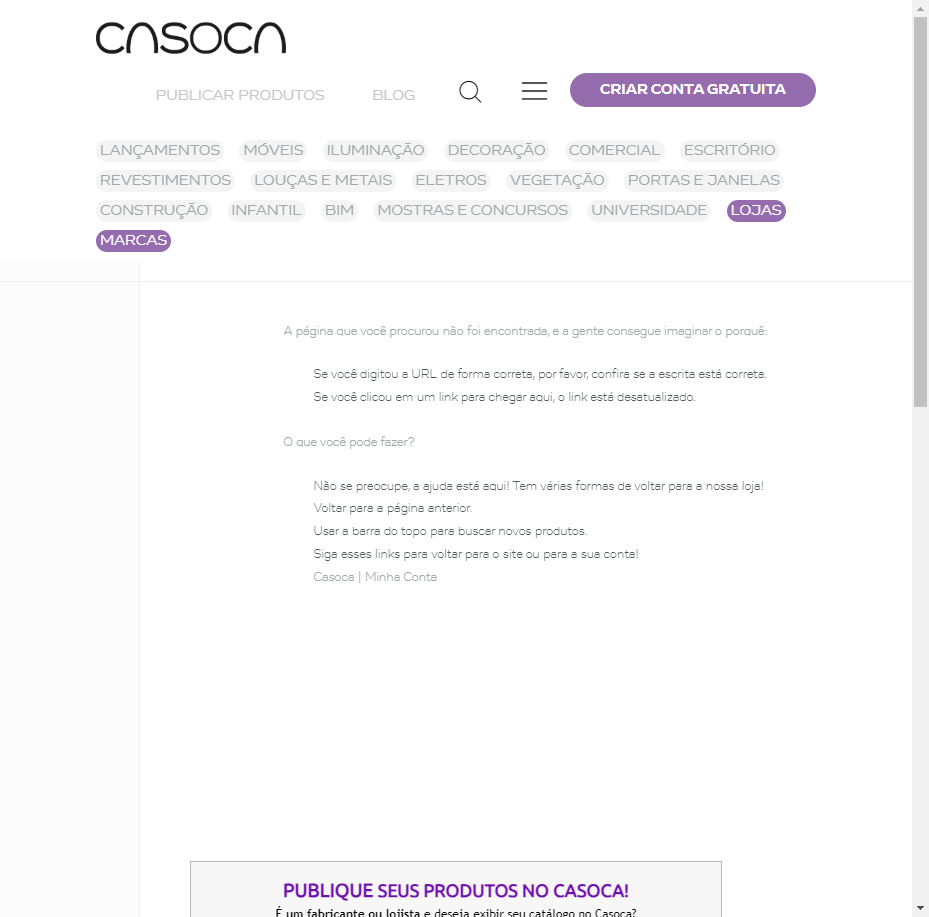 CASOCA
PUBLICAR PRODUTOS BLOG CRIAR CONTA GRATUITA
LANÇAMENTOS MÓVEIS ILUMINAÇÃO DECORAÇÃO COMERCIAL ESCRITÓRIO
REVESTIMENTOS LOUÇAS E METAIS ELETROS VEGETAÇÃO PORTAS E JANELAS
CONSTRUÇÃO INFANTIL BIM MOSTRAS E CONCURSOS UNIVERSIDADE LOJAS
MARCAS
A página que você procurou não foi encontrada, e a gente consegue imaginar o porquê:
Se você digitou a URL de forma correta, por favor, confira se a escrita está correta.
Se você clicou em um link para chegar aqui, o link está desatualizado.
O que você pode fazer?
Não se preocupe, a ajuda está aqui! Tem várias formas de voltar para a nossa loja!
Voltar para a página anterior.
Usar a barra do topo para buscar novos produtos.
Siga esses links para voltar para o site ou para a sua conta!
Casoca | Minha Conta
PUBLIQUE SEUS PRODUTOS NO CASOCA!
É um fabricante ou lojista e deseja exibir seu catálogo no Casoca?